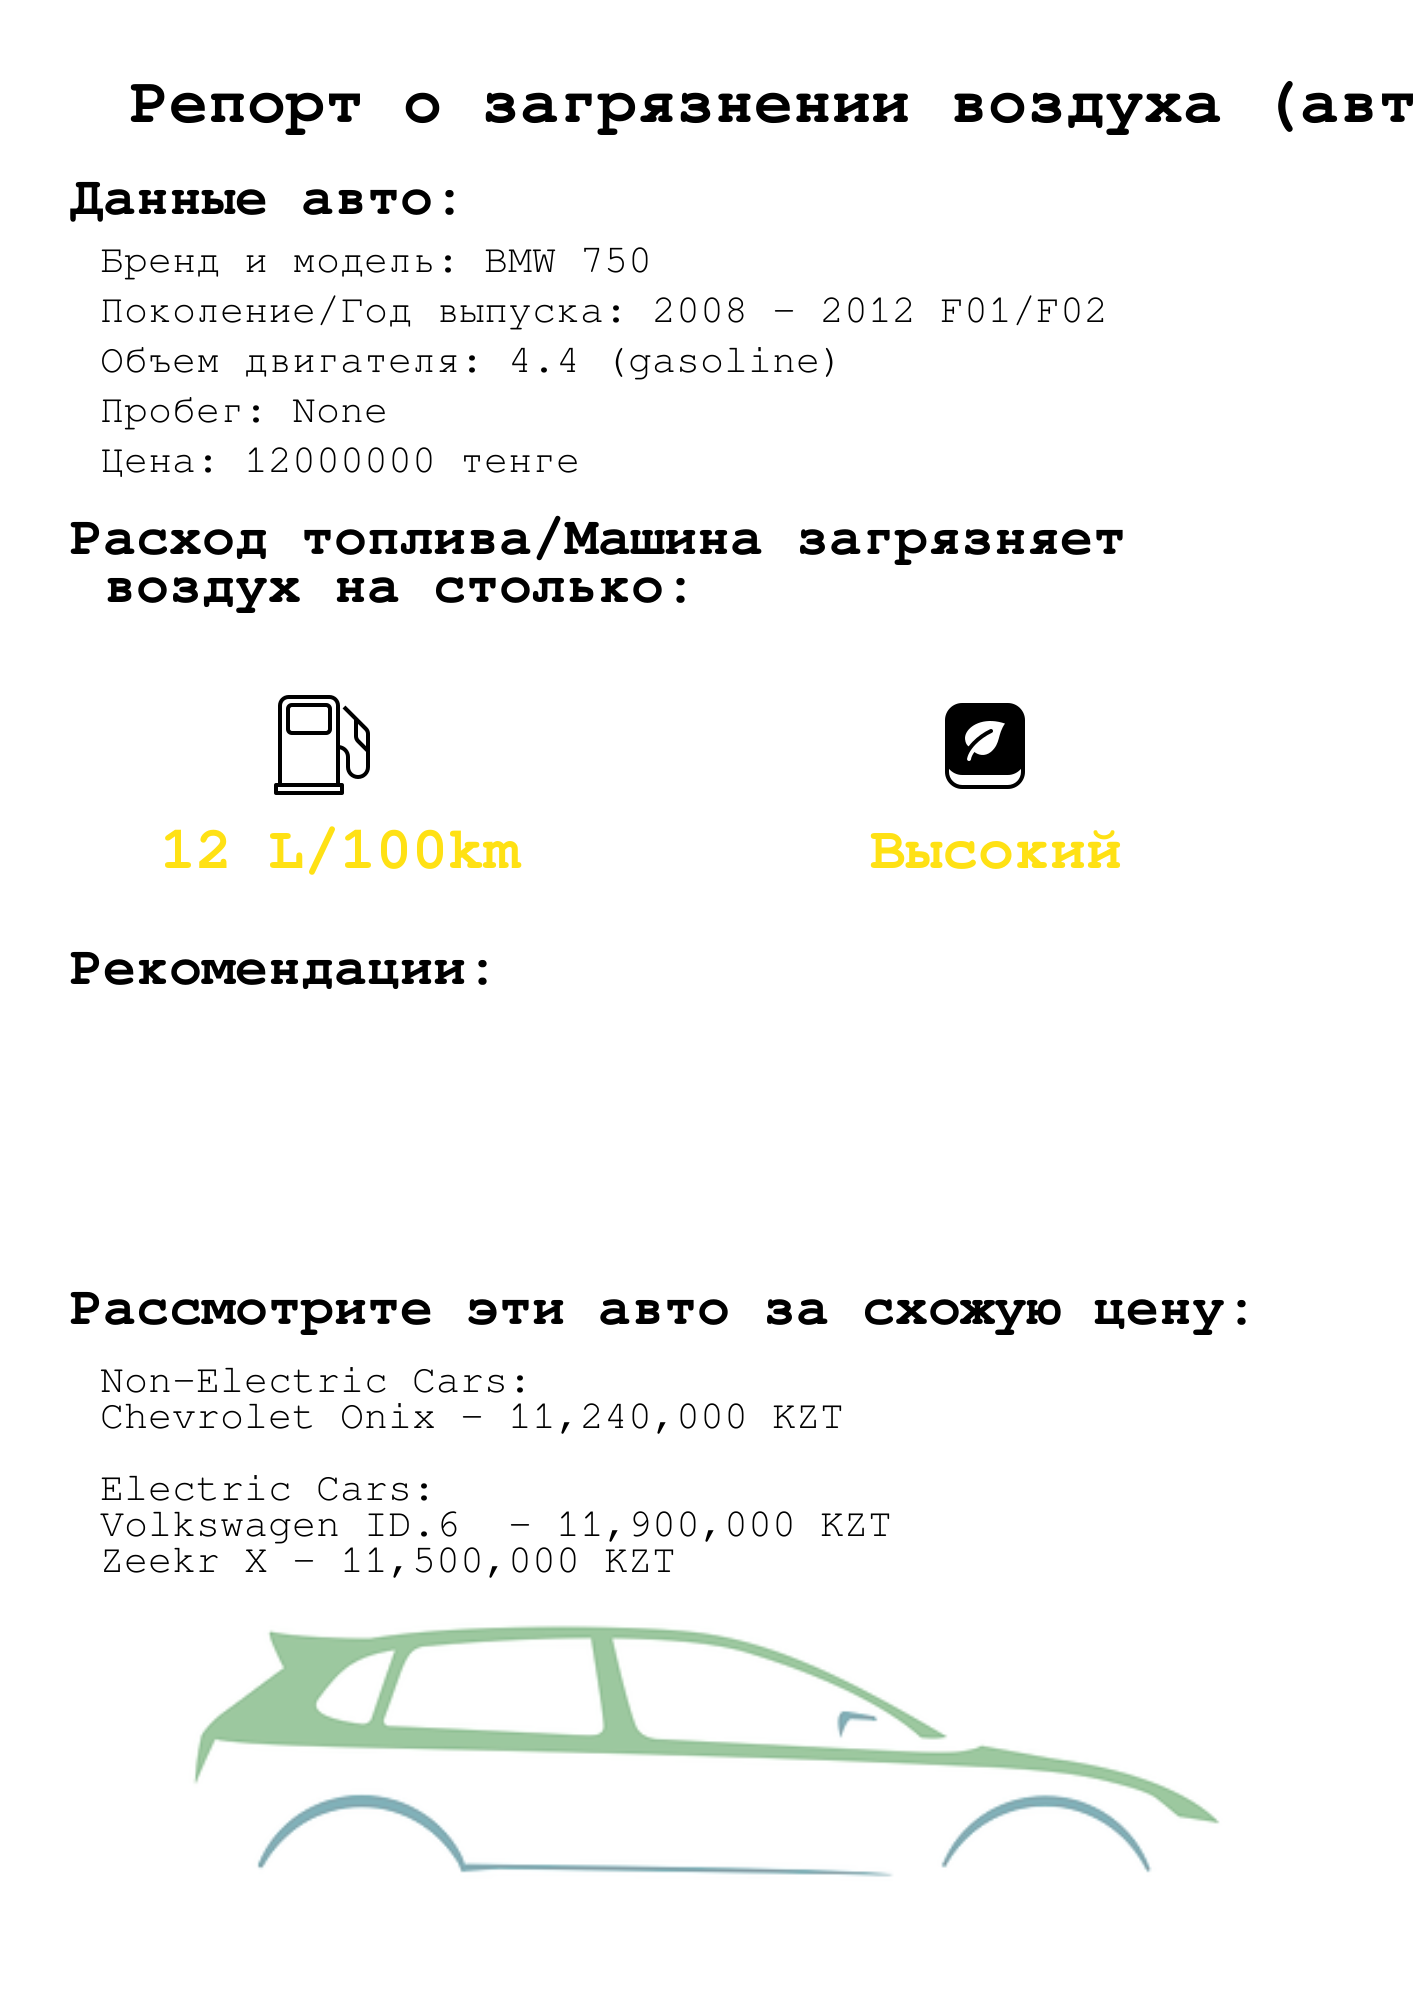 Репорт о загрязнении воздуха (авт
Данные авто:
Бренд и модель: BMW 750
Поколение/Год выпуска: 2008 - 2012 F01/F02
Объем двигателя: 4.4 (gasoline)
Пробег: None
Цена: 12000000 тенге
Расход топлива/Машина загрязняет
воздух на столько:
12 L/100km
Высокий
Рекомендации:
Рассмотрите эти авто за схожую цену:
Non-Electric Cars:
Chevrolet Onix - 11,240,000 KZT
Electric Cars:
Volkswagen ID.6  - 11,900,000 KZT
Zeekr X - 11,500,000 KZT